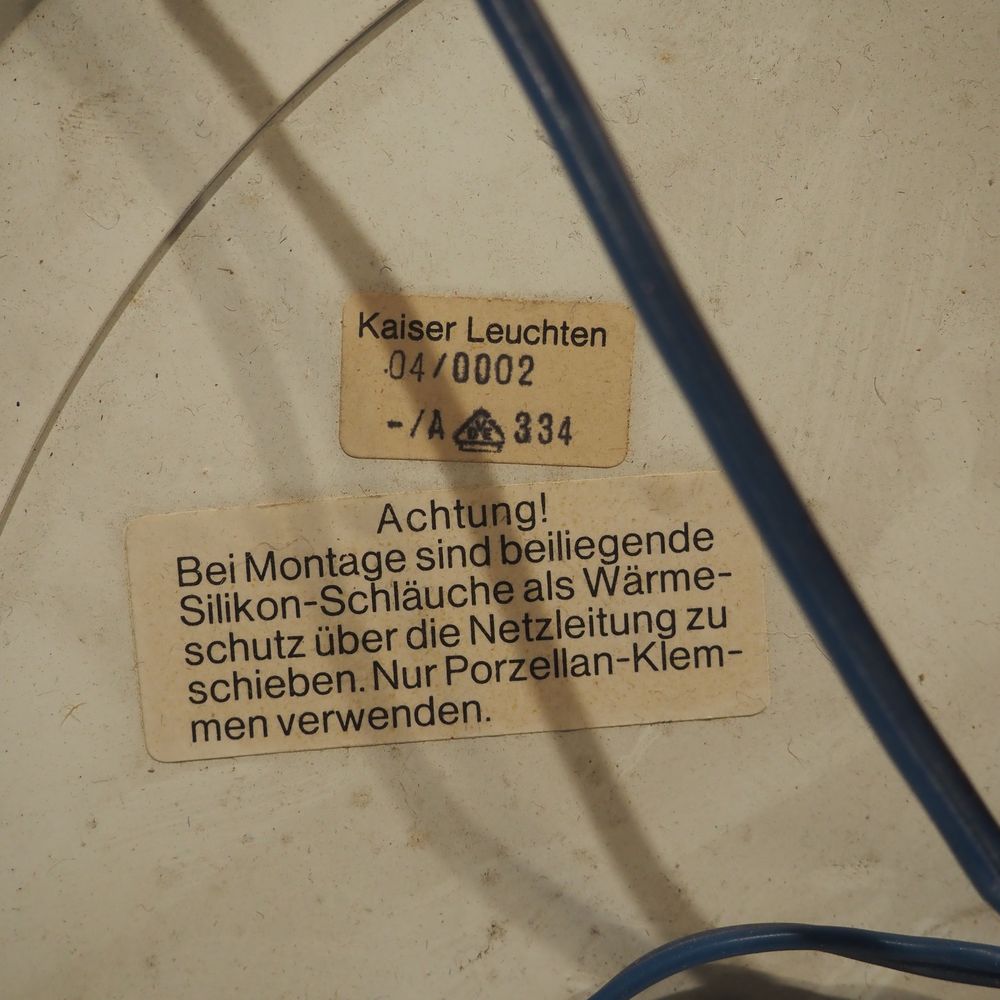 Kaiser Leuchten
04/0002
-/A VDE 334
Achtung!
Bei Montage sind beiliegende
Silikon-Schläuche als Wärme-
schutz über die Netzleitung zu
schieben. Nur Porzellan-Klem-
men verwenden.